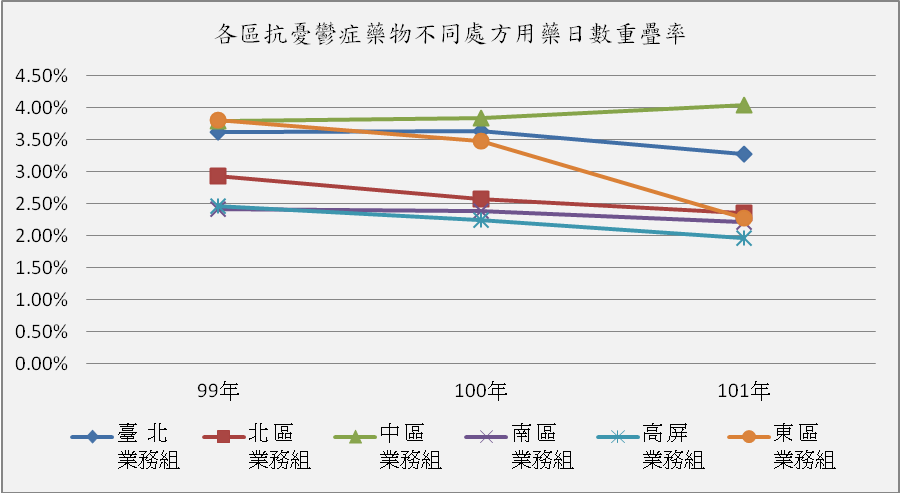 各區抗憂鬱症藥物不同處方用藥日數重疊率
4.50%
4.00%
3.50%
3.00%
2.50%
2.00%
1.50%
1.00%
0.50%
0.00%
99年 100年 101年
臺北 北區 中區 南區 高屏 東區
業務組 業務組 業務組 業務組 業務組 業務組